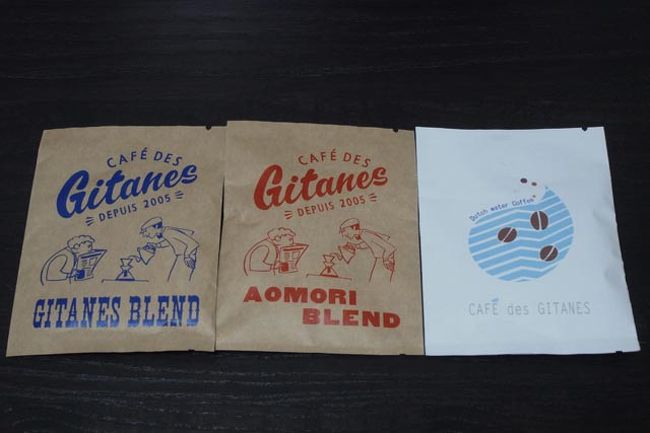 CAFÉ DES
Gitanes
DEPUIS 2005
GITANES BLEND
CAFÉ DES
Gitanes
DEPUIS 2005
AOMORI
BLEND
Dutch water Coffee
CAFÉ des GITANES